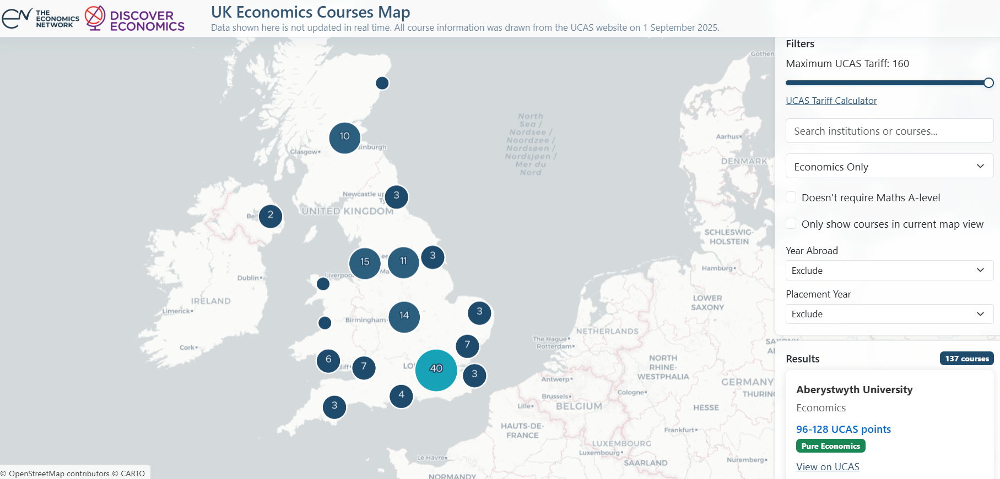 THE
ECONOMICS
NETWORK
DISCOVER
ECONOMICS
UK Economics Courses Map
Data shown here is not updated in real time. All course information was drawn from the UCAS website on 1 September 2025.
Filters
Maximum UCAS Tariff: 160
UCAS Tariff Calculator
Search institutions or courses...
Economics Only
Doesn't require Maths A-level
Only show courses in current map view
Year Abroad
Exclude
Placement Year
Exclude
Results
137 courses
Aberystwyth University
Economics
96-128 UCAS points
Pure Economics
View on UCAS
Gothen
North
Sea /
Nordsee /
Noordzee /
Nordsøen /
Nordsjøen /
Mer du
Nord
Aarhus
DENMARK
10
inburgh
Glasgow
Newcastle up
Ty
3
UNITED KINGDOM
2
Bel
SCHLESWIG-
HOLSTEIN
15
ee
11
3
Ma
Liverpoo
Hamburg
Dublin
IRELAND
LOWER
SAXONY
Limerick
Birmingham
14
3
NETHERLANDS
The Hague
Rotterdam
Cork
7
SAXONY
A
6
diff
7
LO
40
3
NORTH
RHINE-
WESTPHALIA
Antwerp
GERMANY
Cologne
THURING
4
Brussels
3
Lille
BELGIUM
HESSE
HAUTS-DE-
FRANCE
Frankfurt
LUXEMBOURG
Luxembourg
Le Havre
Nuremberg
SAARLAND
NORMANDY
© OpenStreetMap contributors © CARTO